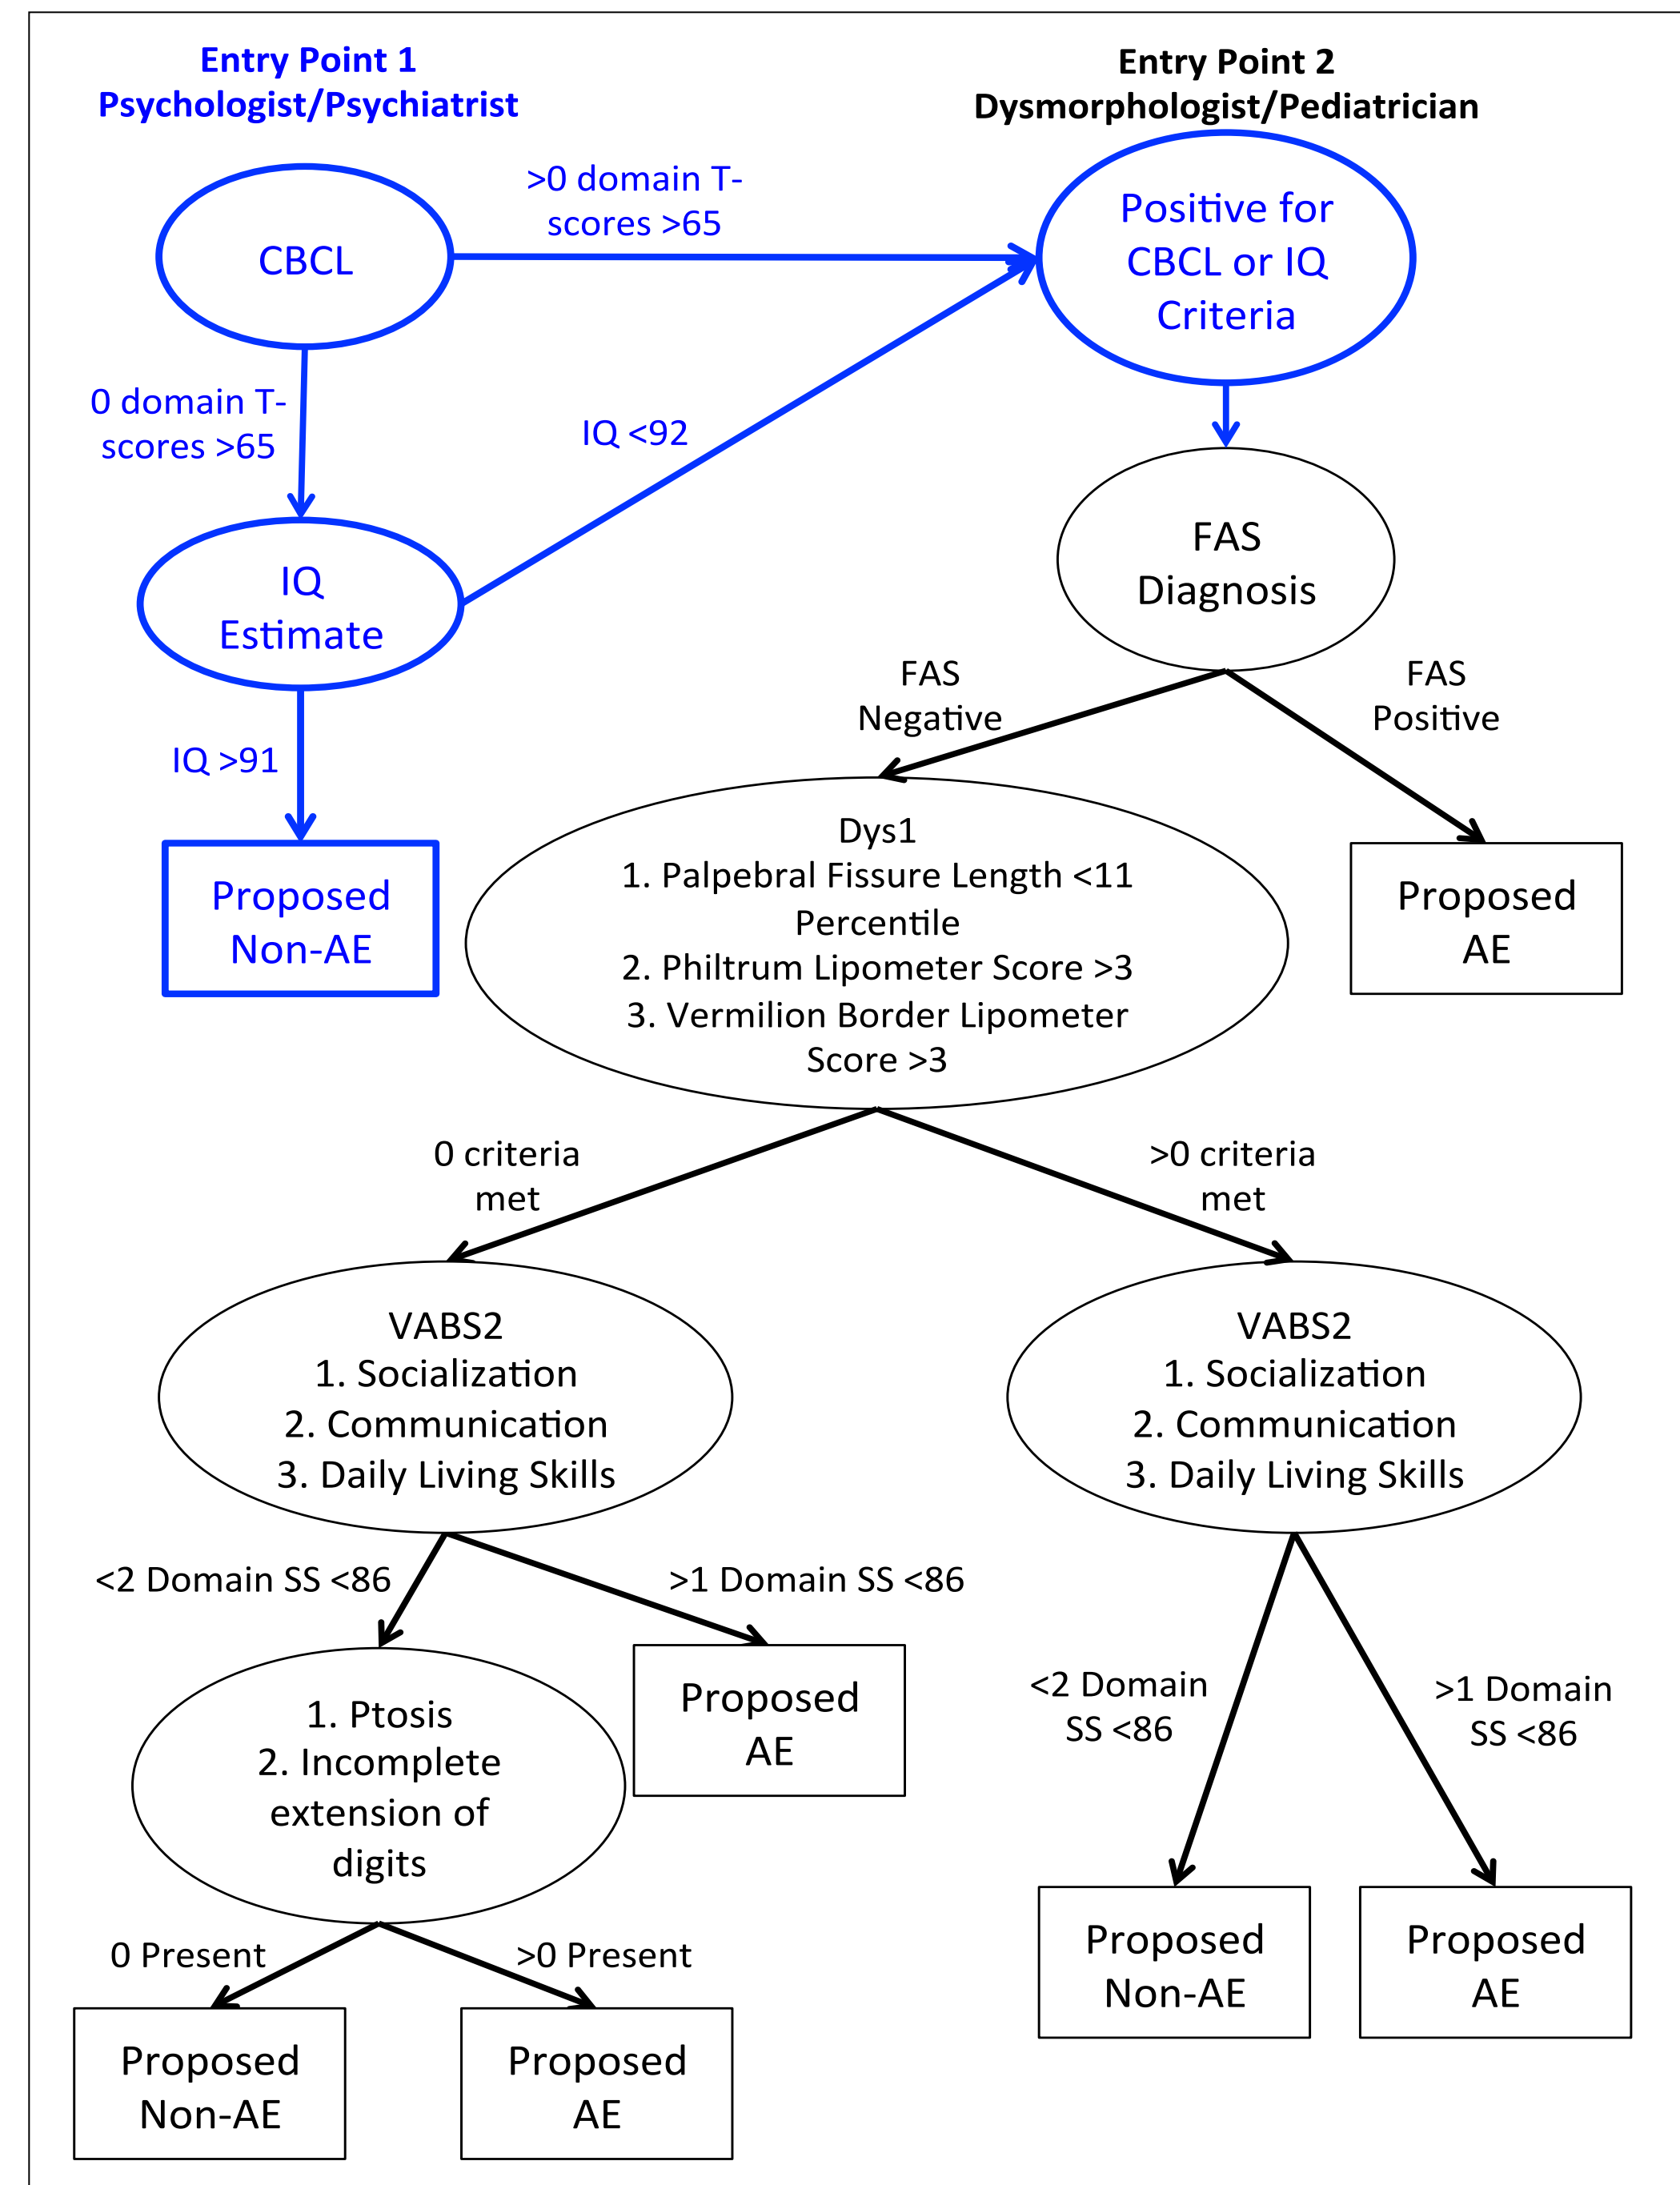 Entry Point 1
Psychologist/Psychiatrist
Entry Point 2
Dysmorphologist/Pediatrician
CBCL
>0 domain T-
scores >65
Positive for
CBCL or IQ
Criteria
0 domain T-
scores >65
IQ <92
IQ
Estimate
FAS
Diagnosis
IQ >91
FAS
Negative
FAS
Positive
Proposed
Non-AE
Dys1
1. Palpebral Fissure Length <11
Percentile
2. Philtrum Lipometer Score >3
3. Vermilion Border Lipometer
Score >3
Proposed
AE
0 criteria
met
>0 criteria
met
VABS2
1. Socialization
2. Communication
3. Daily Living Skills
VABS2
1. Socialization
2. Communication
3. Daily Living Skills
<2 Domain SS <86
>1 Domain SS <86
1. Ptosis
2. Incomplete
extension of
digits
Proposed
AE
<2 Domain
SS <86
>1 Domain
SS <86
0 Present
>0 Present
Proposed
Non-AE
Proposed
AE
Proposed
Non-AE
Proposed
AE